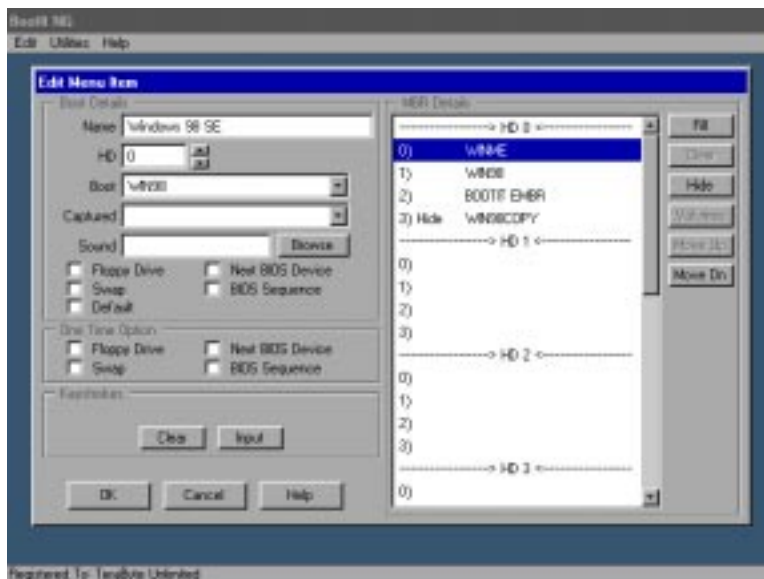 BootIt NG
Edit Utilities Help
Edit Menu Item
Boot Details
Name Windows 98 SE
HD 0
Boot WIN98
Captured
Sound Browse
Floppy Drive Next BIOS Device
Swap BIOS Sequence
Default
One Time Option
Floppy Drive Next BIOS Device
Swap BIOS Sequence
Keystrokes
Clear Input
OK Cancel Help
MBR Details
---> HD 0 <---
0) WINME
1) WIN98
2) BOOTIT EMBR
3) Hide WIN98COPY
---> HD 1 <---
0)
1)
2)
3)
---> HD 2 <---
0)
1)
2)
3)
---> HD 3 <---
0)
Fill
Clear
Hide
Move Up
Move Dn
Registered To: TeraByte Unlimited